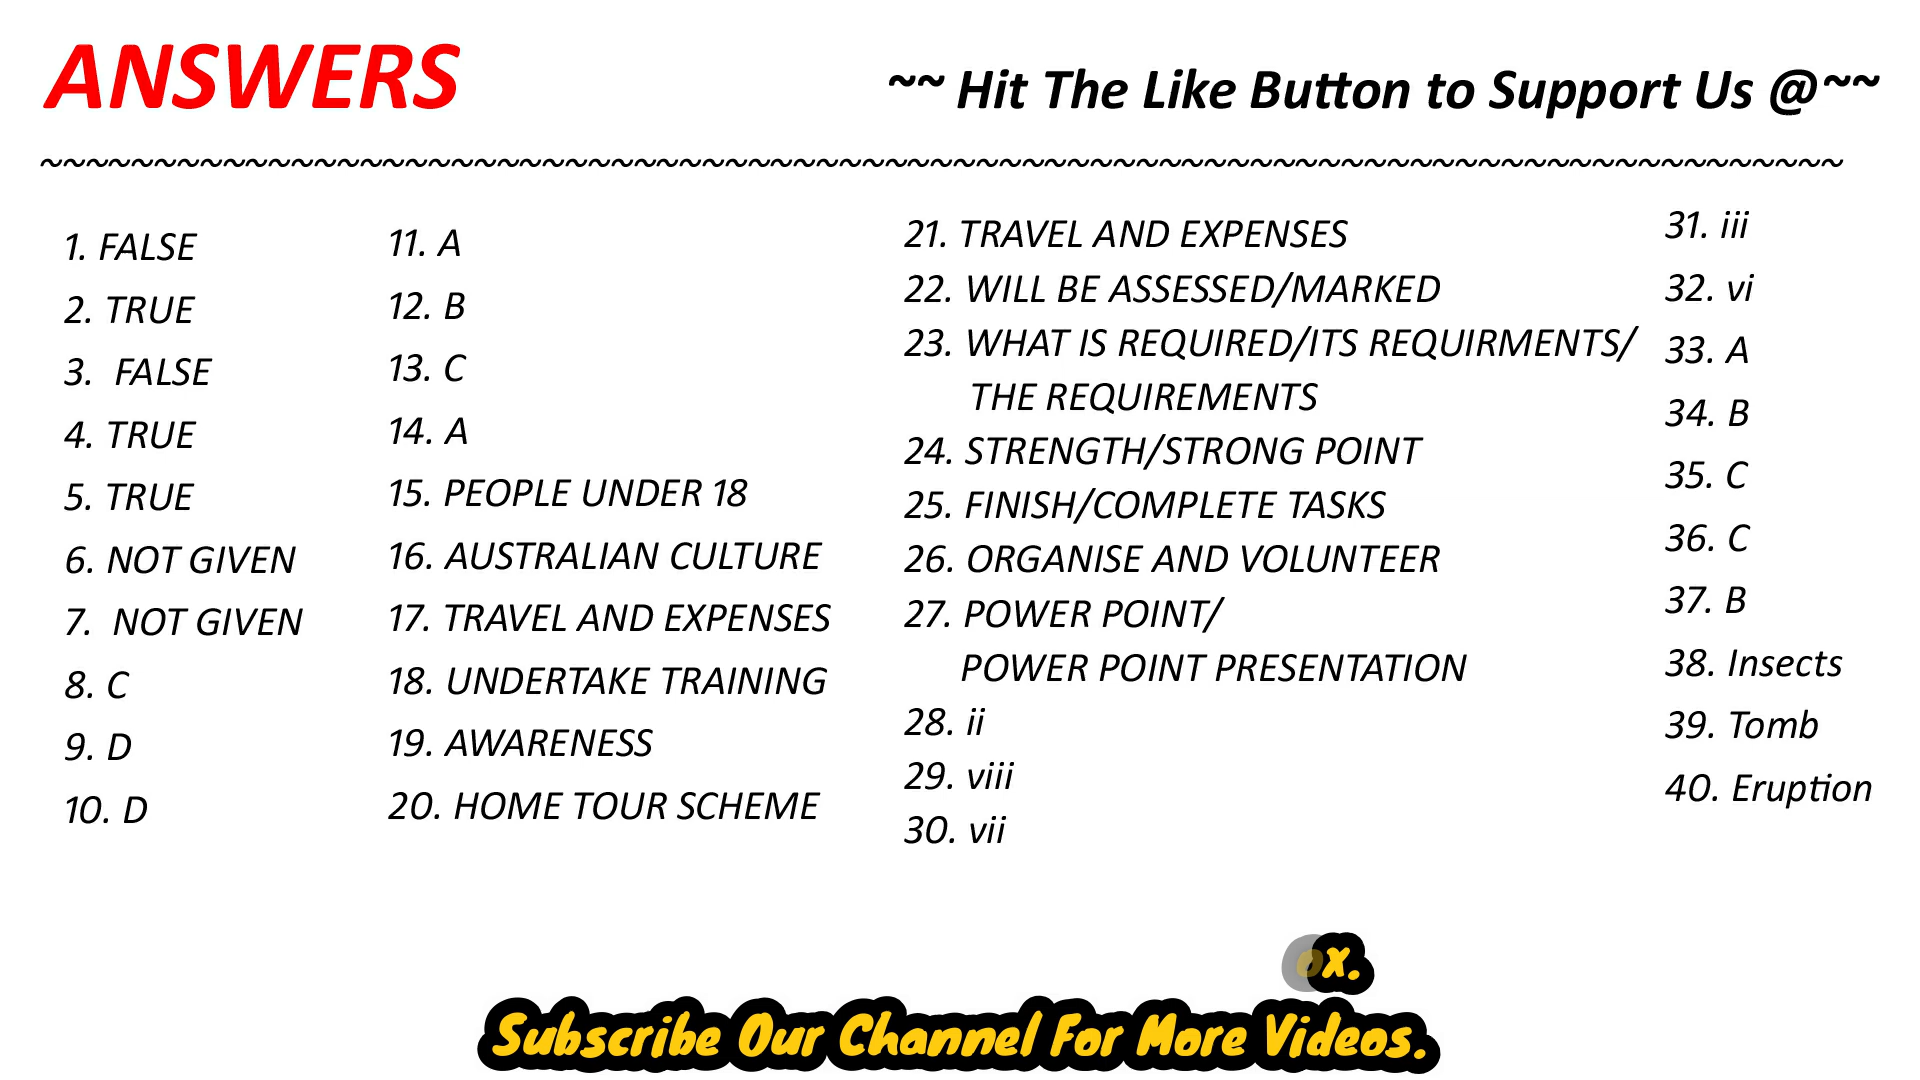 ANSWERS
~~ Hit The Like Button to Support Us @~~
~~~~~~~~~~~~~~~~~~~~~~~~~~~~~~~~~~~~~~~~~~~~~~~~~~~~~~~~~~~~~~~~~~~~~~~~~~~~~~~
1. FALSE
2. TRUE
3. FALSE
4. TRUE
5. TRUE
6. NOT GIVEN
7. NOT GIVEN
8. C
9. D
10. D
11. A
12. B
13. C
14. A
15. PEOPLE UNDER 18
16. AUSTRALIAN CULTURE
17. TRAVEL AND EXPENSES
18. UNDERTAKE TRAINING
19. AWARENESS
20. HOME TOUR SCHEME
21. TRAVEL AND EXPENSES
22. WILL BE ASSESSED/MARKED
23. WHAT IS REQUIRED/ITS REQUIRMENTS/
THE REQUIREMENTS
24. STRENGTH/STRONG POINT
25. FINISH/COMPLETE TASKS
26. ORGANISE AND VOLUNTEER
27. POWER POINT/
POWER POINT PRESENTATION
28. ii
29. viii
30. vii
31. iii
32. vi
33. A
34. B
35. C
36. C
37. B
38. Insects
39. Tomb
40. Eruption
ox.
Subscribe Our Channel For More Videos.